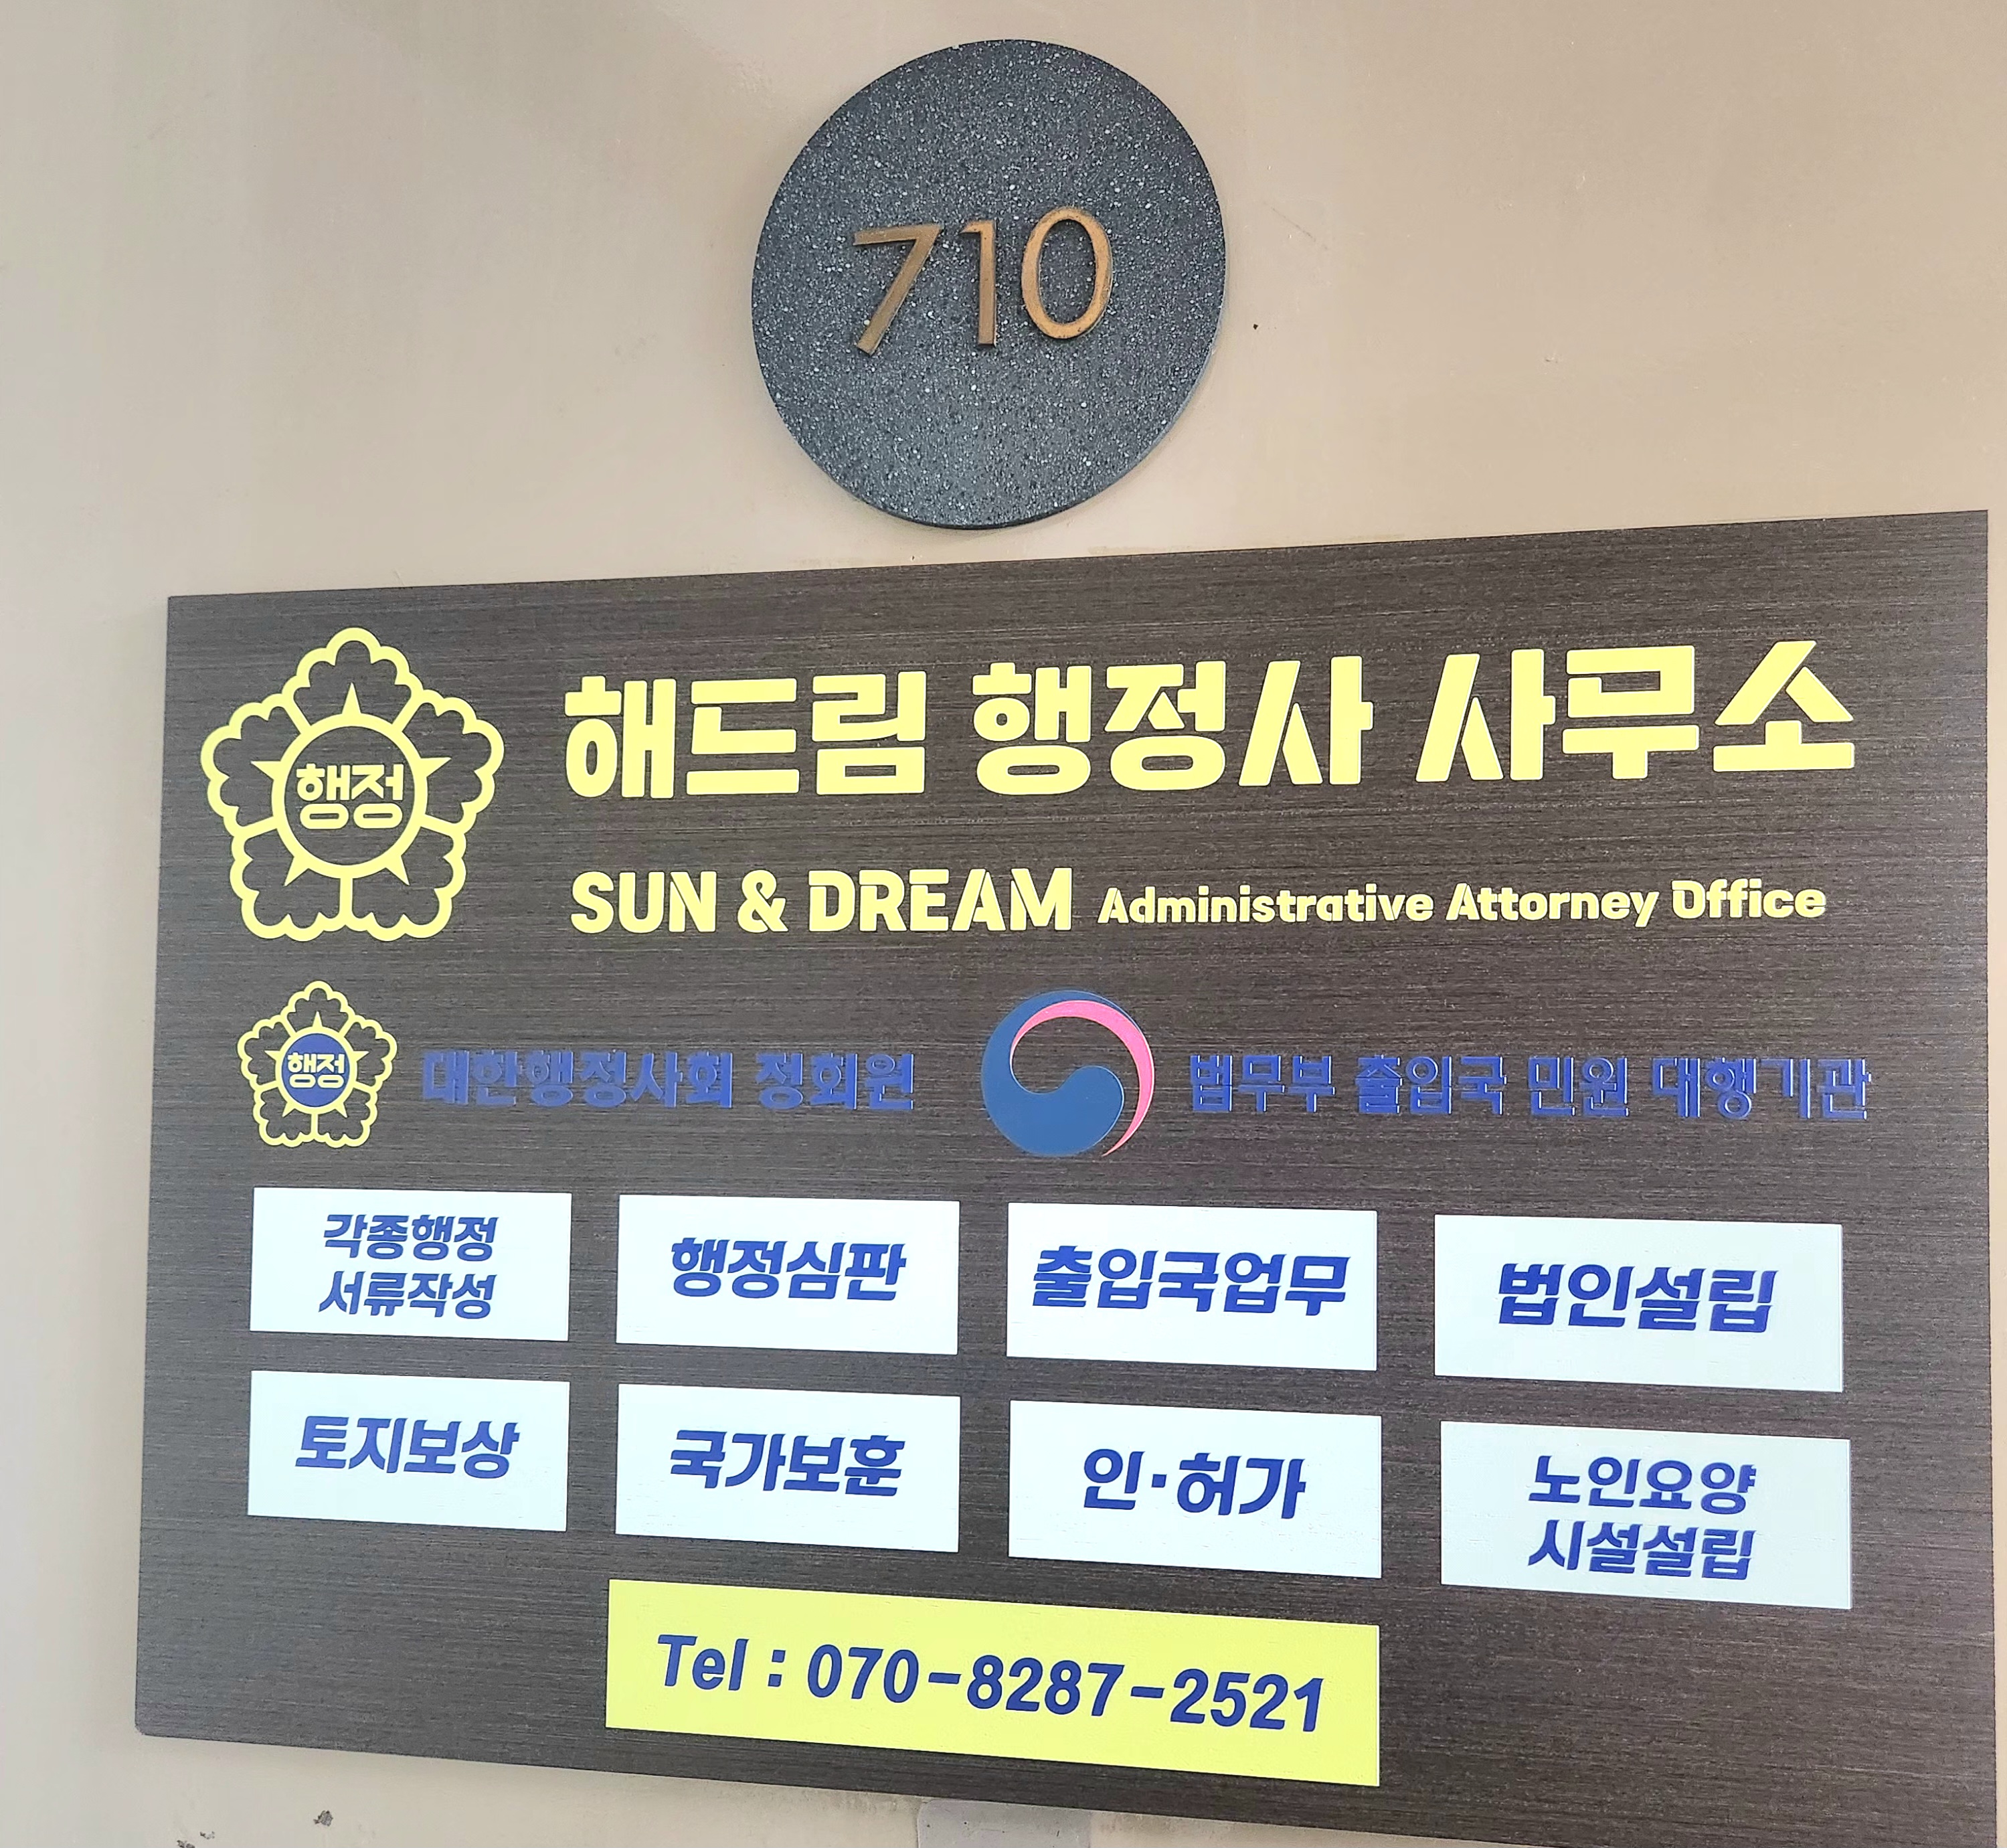 710
행정
해드림 행정사 사무소
SUN & DREAM Administrative Attorney Office
행정
대한행정사회 정회원
법무부 출입국 민원 대행기관
각종행정
서류작성
행정심판
출입국업무
법인설립
토지보상
국가보훈
인·허가
노인요양
시설설립
Tel : 070-8287-2521